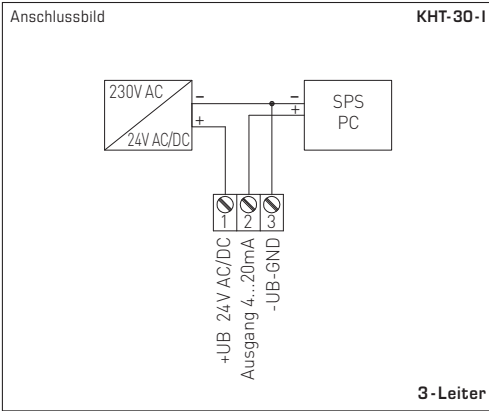 Anschlussbild
KHT-30-I
230V AC
24V AC/DC
–
+
–
+
SPS
PC
1
2
3
+UB 24V AC/DC
Ausgang 4...20mA
-UB-GND
3-Leiter